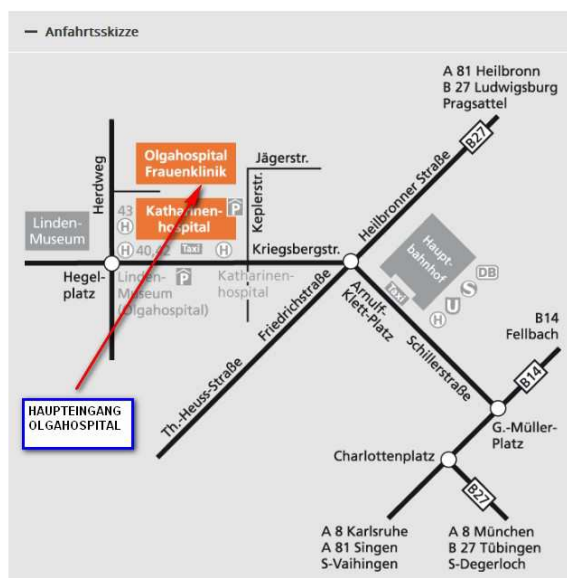 — Anfahrtsskizze
A 81 Heilbronn
B 27 Ludwigsburg
Pragsattel
B27
Olgahospital
Frauenklinik
Jägerstr.
Herdweg
Keplerstr.
Heilbronner Straße
43
H
Katharinen-
hospital
P
Linden-
Museum
H 40,42 Taxi H
Kriegsbergstr.
Haupt-
bahnhof
Taxi
H U S DB
Hegel-
platz
Linden-
Museum
(Olgahospital)
P
Katharinen-
hospital
Friedrichstraße
Arnulf-
Klett-Platz
Schillerstraße
B14
Fellbach
B14
Th.-Heuss-Straße
HAUPTEINGANG
OLGAHOSPITAL
G.-Müller-
Platz
Charlottenplatz
B27
A 8 Karlsruhe
A 81 Singen
S-Vaihingen
A 8 München
B 27 Tübingen
S-Degerloch